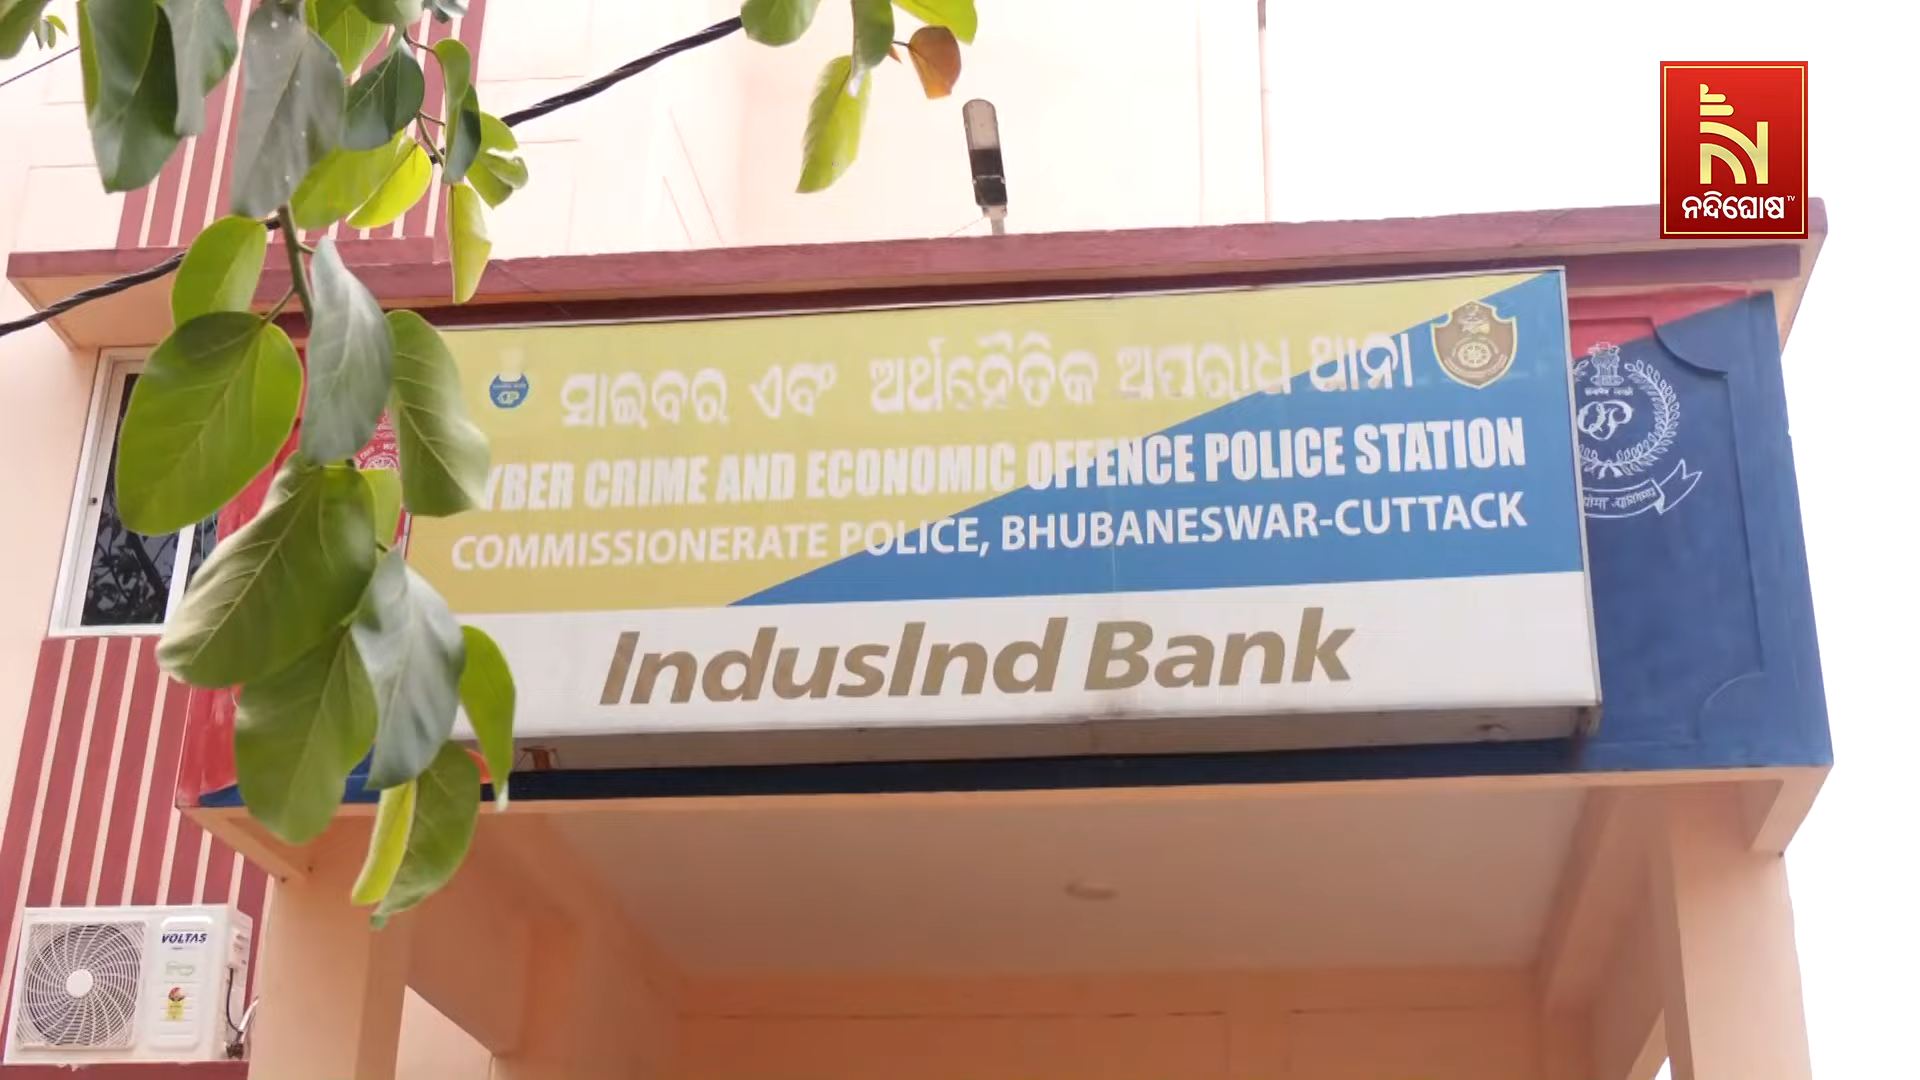 ନନ୍ଦିଘୋଷ TV
ସାଇବର ଏବଂ ଅର୍ଥନୈତିକ ଅପରାଧ ଥାନା
YBER CRIME AND ECONOMIC OFFENCE POLICE STATION
COMMISSIONERATE POLICE, BHUBANESWAR-CUTTACK
IndusInd Bank
VOLTAS